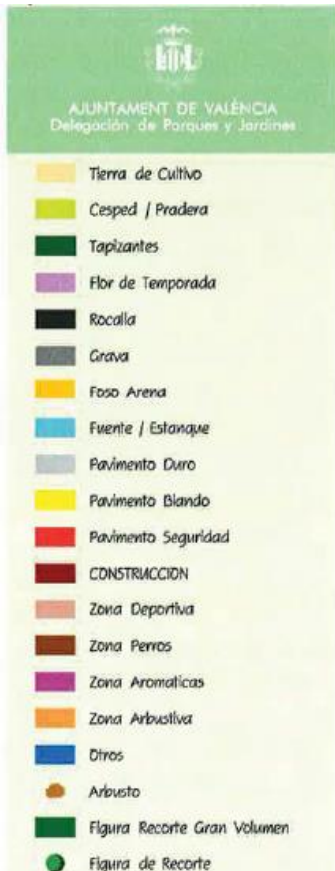 AJUNTAMENT DE VALÈNCIA
Delegación de Parques y Jardines
Tierra de Cultivo
Cesped / Pradera
Tapizantes
Flor de Temporada
Rocalla
Grava
Foso Arena
Fuente / Estanque
Pavimento Duro
Pavimento Blando
Pavimento Seguridad
CONSTRUCCION
Zona Deportiva
Zona Perros
Zona Aromaticas
Zona Arbustiva
Otros
Arbusto
Figura Recorte Gran Volumen
Figura de Recorte